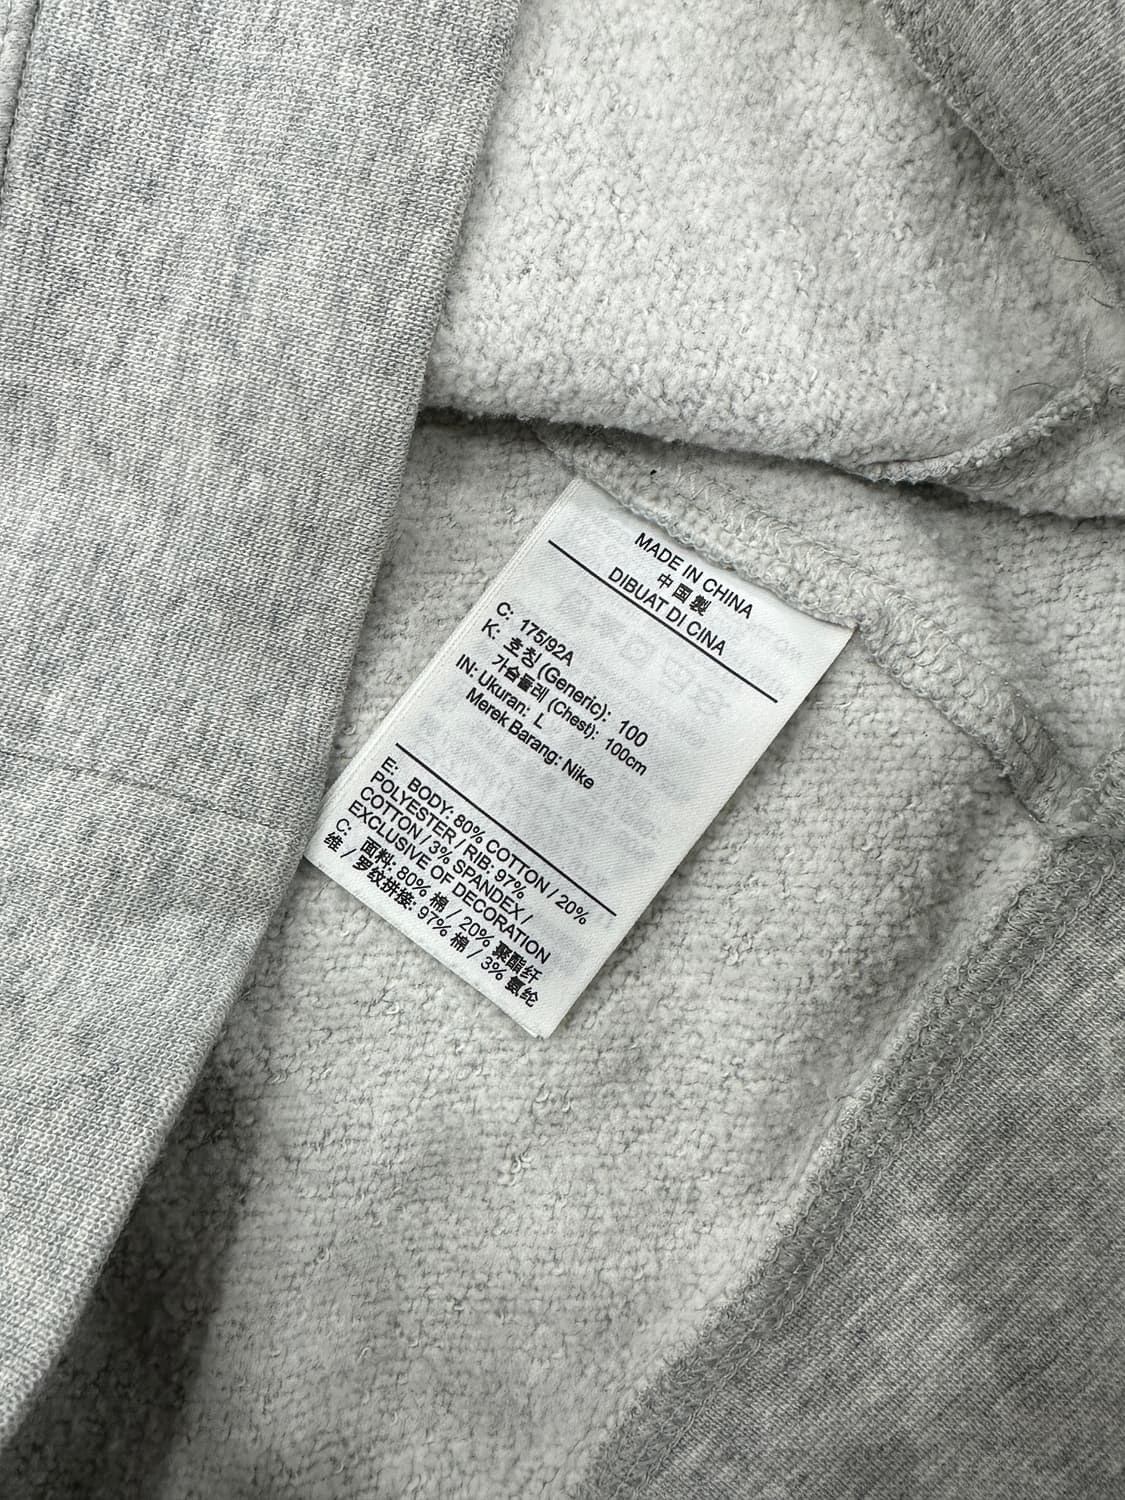 MADE IN CHINA
中国製
DIBUAT DI CINA
C: 175/92A
K: 호칭 (Generic): 100
가슴둘레 (Chest): 100cm
IN: Ukuran: L
Merek Barang: Nike
E: BODY: 80% COTTON / 20%
POLYESTER / RIB: 97%
COTTON / 3% SPANDEX /
EXCLUSIVE OF DECORATION
C: 面料: 80% 棉 / 20% 聚酯纤
维 / 罗纹拼接: 97% 棉 / 3% 氨纶